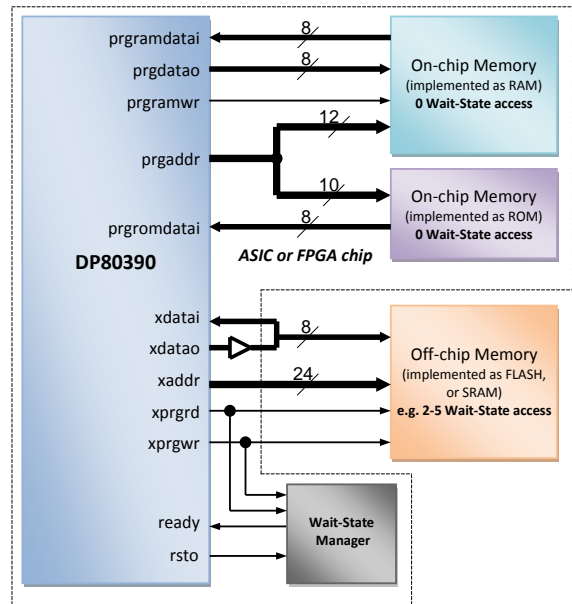 prgramdatai
8
prgdatao
8
prgramwr
12
prgaddr
10
prgromdatai
8
On-chip Memory
(implemented as RAM)
0 Wait-State access
On-chip Memory
(implemented as ROM)
0 Wait-State access
DP80390
ASIC or FPGA chip
xdatai
8
xdatao
xaddr
24
xprgrd
xprgwr
Off-chip Memory
(implemented as FLASH,
or SRAM)
e.g. 2-5 Wait-State access
ready
rsto
Wait-State
Manager